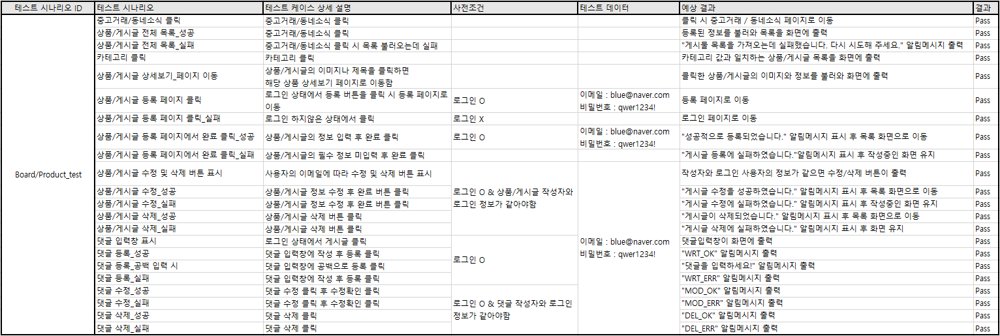 테스트 시나리오 ID 테스트 시나리오 테스트 케이스 상세 설명 사전조건 테스트 데이터 예상 결과 결과
Board/Product_test
중고거래/동네소식 클릭 중고거래/동네소식 클릭 클릭 시 중고거래 / 동네소식 페이지로 이동 Pass
상품/게시글 전체 목록_성공 중고거래/동네소식 클릭 등록된 정보를 불러와 목록을 화면에 출력 Pass
상품/게시글 전체 목록_실패 중고거래/동네소식 클릭 시 목록 불러오는데 실패 "게시물 목록을 가져오는데 실패했습니다. 다시 시도해 주세요." 알림메시지 출력 Pass
카테고리 클릭 카테고리 클릭 카테고리 값과 일치하는 상품/게시글 목록을 화면에 출력 Pass
상품/게시글 상세보기_페이지 이동 상품/게시글의 이미지나 제목을 클릭하면
해당 상품 상세보기 페이지로 이동함 클릭한 상품/게시글의 이미지와 정보를 불러와 화면에 출력 Pass
상품/게시글 등록 페이지 클릭 로그인 상태에서 등록 버튼을 클릭 시 등록 페이지로
이동 로그인 O 이메일 : blue@naver.com
비밀번호 : qwer1234! 등록 페이지로 이동 Pass
상품/게시글 등록 페이지 클릭_실패 로그인 하지않은 상태에서 클릭 로그인 X 로그인 페이지로 이동 Pass
상품/게시글 등록 페이지에서 완료 클릭_성공 상품/게시글의 정보 입력 후 완료 클릭 로그인 O 이메일 : blue@naver.com
비밀번호 : qwer1234! "성공적으로 등록되었습니다." 알림메시지 표시 후 목록 화면으로 이동 Pass
상품/게시글 등록 페이지에서 완료 클릭_실패 상품/게시글의 필수 정보 미입력 후 완료 클릭 "게시글 등록에 실패하였습니다."알림메시지 표시 후 작성중인 화면 유지 Pass
상품/게시글 수정 및 삭제 버튼 표시 사용자의 이메일에 따라 수정 및 삭제 버튼 표시 작성자와 로그인 사용자의 정보가 같으면 수정/삭제 버튼이 출력 Pass
로그인 O & 상품/게시글 작성자와
로그인 정보가 같아야함
상품/게시글 수정_성공 상품/게시글 정보 수정 후 완료 버튼 클릭 "게시글 수정을 성공하였습니다." 알림메시지 표시 후 목록 화면으로 이동 Pass
상품/게시글 수정_실패 상품/게시글 정보 수정 후 완료 버튼 클릭 "게시글 수정에 실패하였습니다." 알림메시지 표시 후 작성중인 화면 유지 Pass
상품/게시글 삭제_성공 상품/게시글 삭제 버튼 클릭 "게시글이 삭제되었습니다." 알림메시지 표시 후 목록 화면으로 이동 Pass
상품/게시글 삭제_실패 상품/게시글 삭제 버튼 클릭 "게시글 삭제에 실패하였습니다." 알림메시지 표시 후 화면 유지 Pass
이메일 : blue@naver.com
비밀번호 : qwer1234!
댓글 입력창 표시 로그인 상태에서 게시글 클릭 댓글입력창이 화면에 출력 Pass
로그인 O
댓글 등록_성공 댓글 입력창에 작성 후 등록 클릭 "WRT_OK" 알림메시지 출력 Pass
댓글 등록_공백 입력 시 댓글 입력창에 공백으로 등록 클릭 "댓글을 입력하세요!" 알림메시지 출력 Pass
댓글 등록_실패 댓글 입력창에 작성 후 등록 클릭 "WRT_ERR" 알림메시지 출력 Pass
댓글 수정_성공 댓글 수정 클릭 후 수정확인 클릭 "MOD_OK" 알림메시지 출력 Pass
로그인 O & 댓글 작성자와 로그인
정보가 같아야함
댓글 수정_실패 댓글 수정 클릭 후 수정확인 클릭 "MOD_ERR" 알림메시지 출력 Pass
댓글 삭제_성공 댓글 삭제 클릭 "DEL_OK" 알림메시지 출력 Pass
댓글 삭제_실패 댓글 삭제 클릭 "DEL_ERR" 알림메시지 출력 Pass